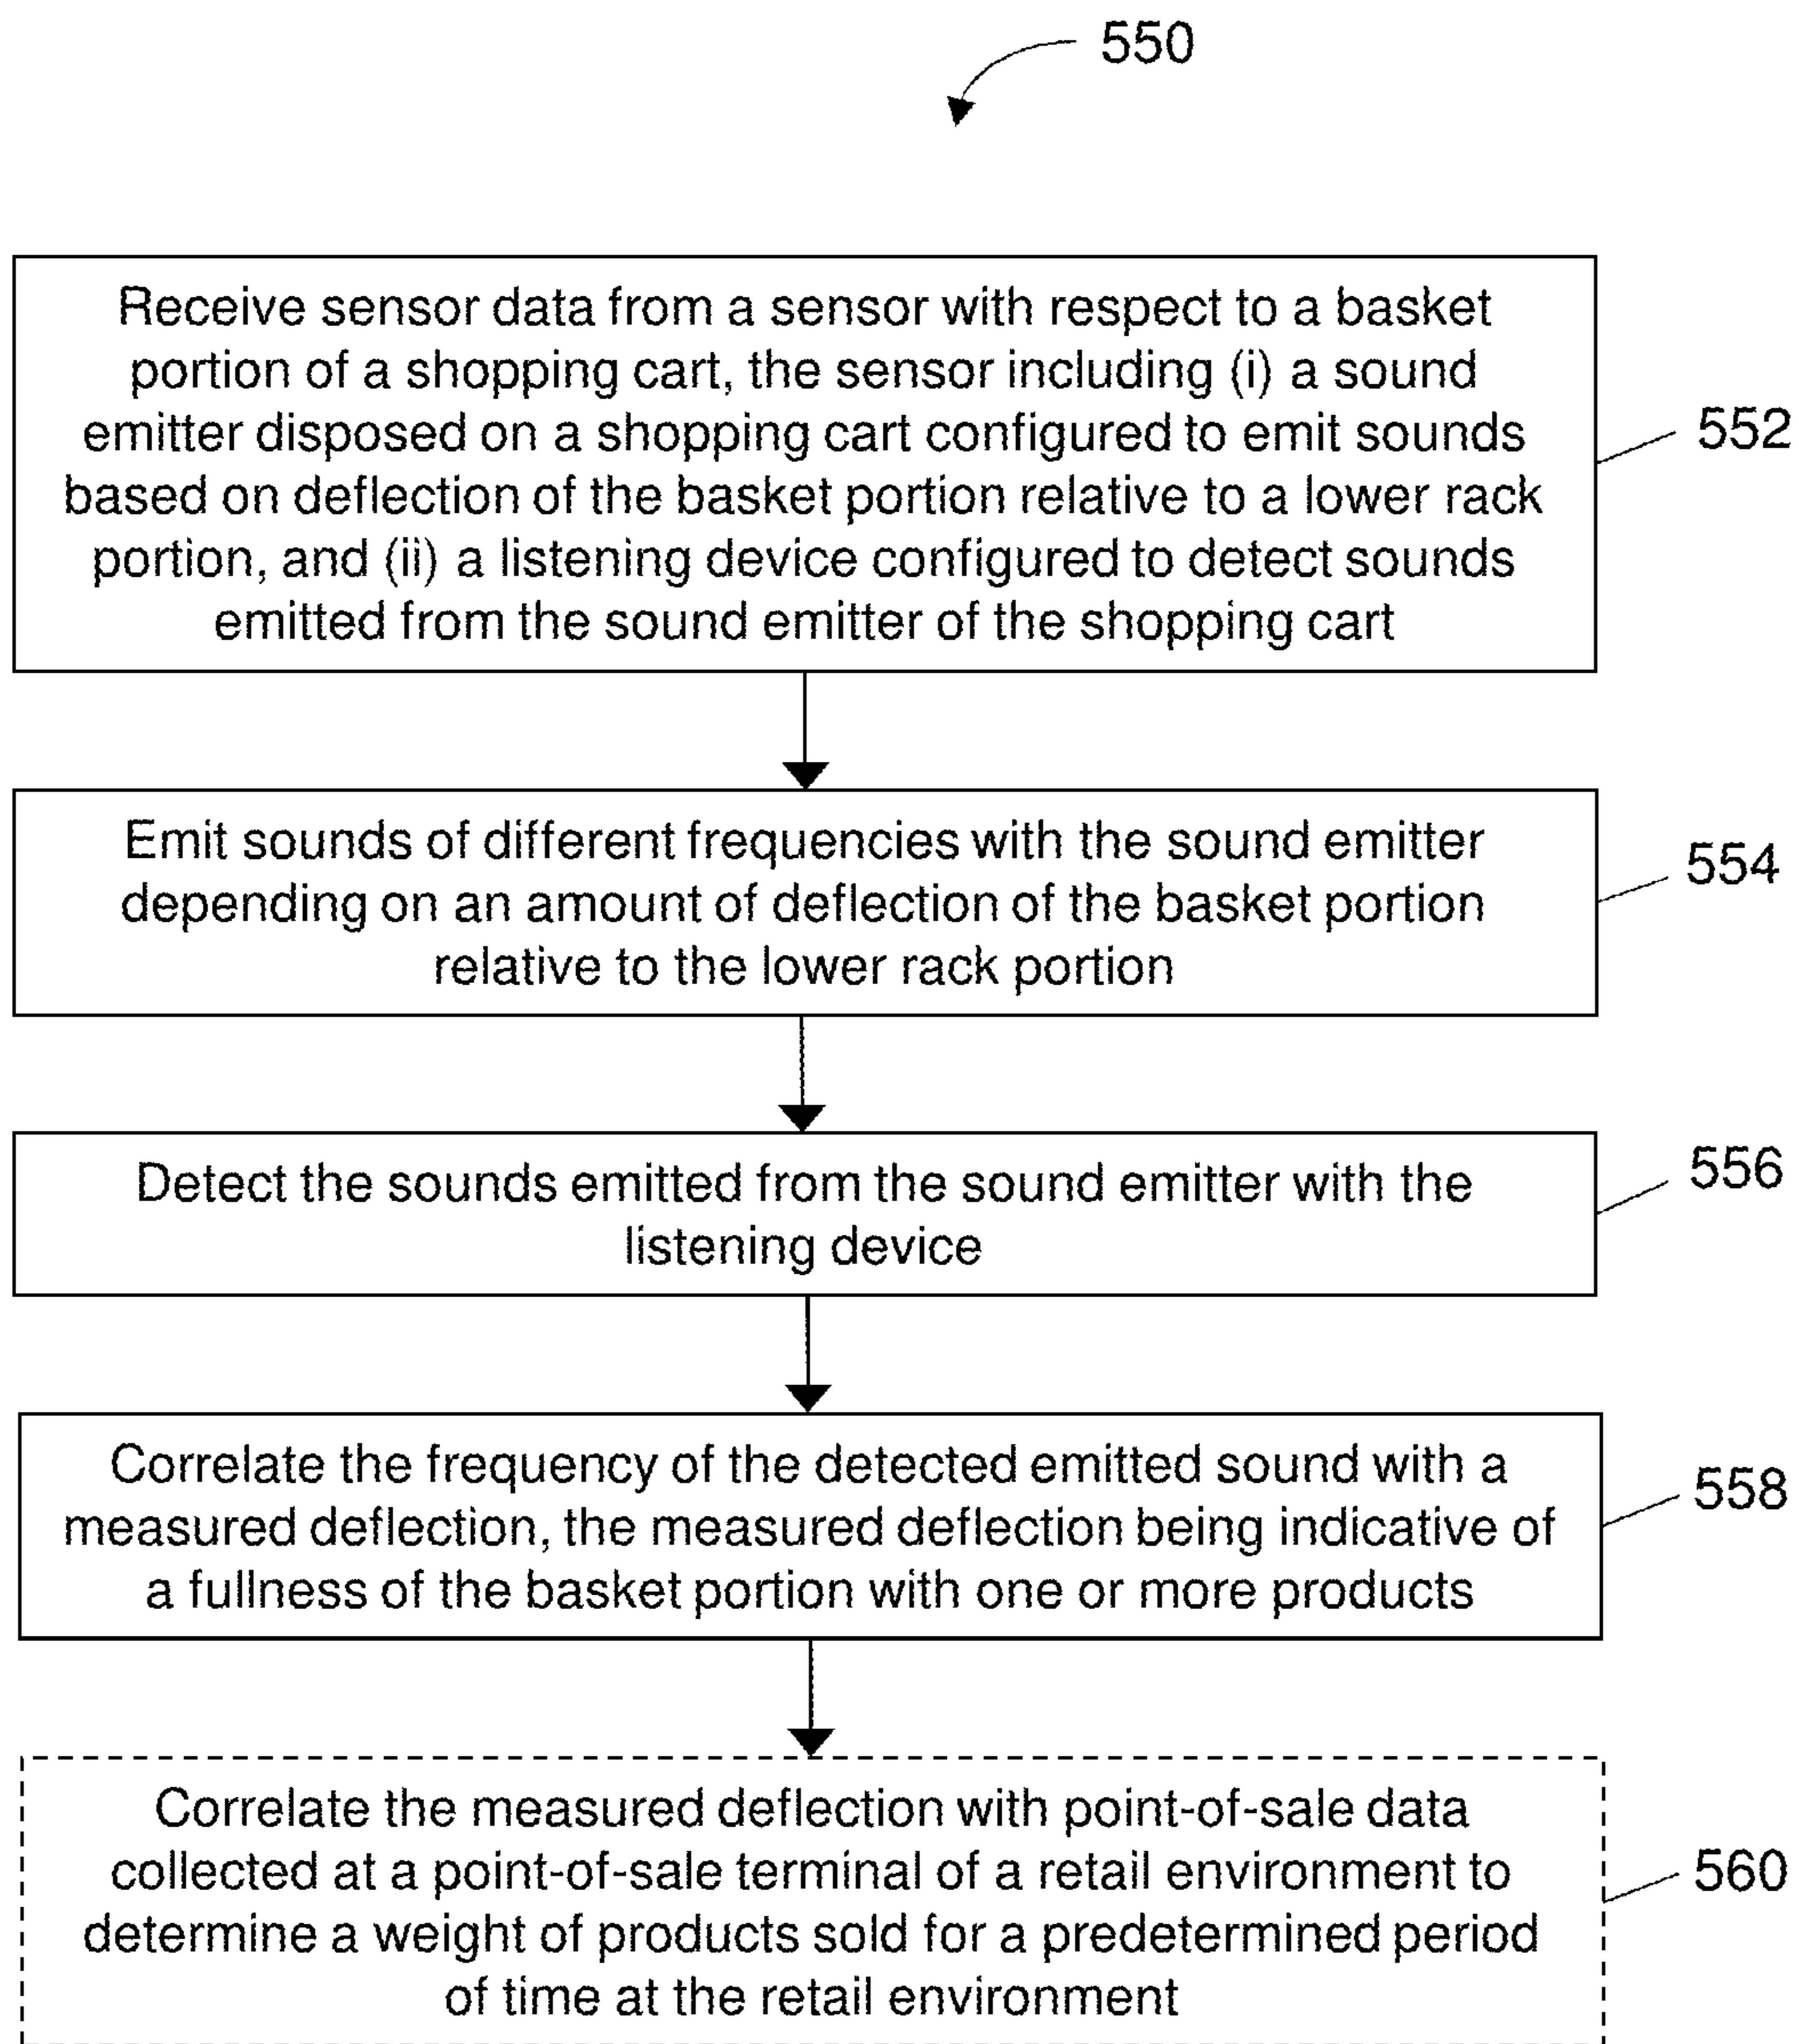 550
Receive sensor data from a sensor with respect to a basket
portion of a shopping cart, the sensor including (i) a sound
emitter disposed on a shopping cart configured to emit sounds
based on deflection of the basket portion relative to a lower rack
portion, and (ii) a listening device configured to detect sounds
emitted from the sound emitter of the shopping cart
552
Emit sounds of different frequencies with the sound emitter
depending on an amount of deflection of the basket portion
relative to the lower rack portion
554
Detect the sounds emitted from the sound emitter with the
listening device
556
Correlate the frequency of the detected emitted sound with a
measured deflection, the measured deflection being indicative of
a fullness of the basket portion with one or more products
558
Correlate the measured deflection with point-of-sale data
collected at a point-of-sale terminal of a retail environment to
determine a weight of products sold for a predetermined period
of time at the retail environment
560